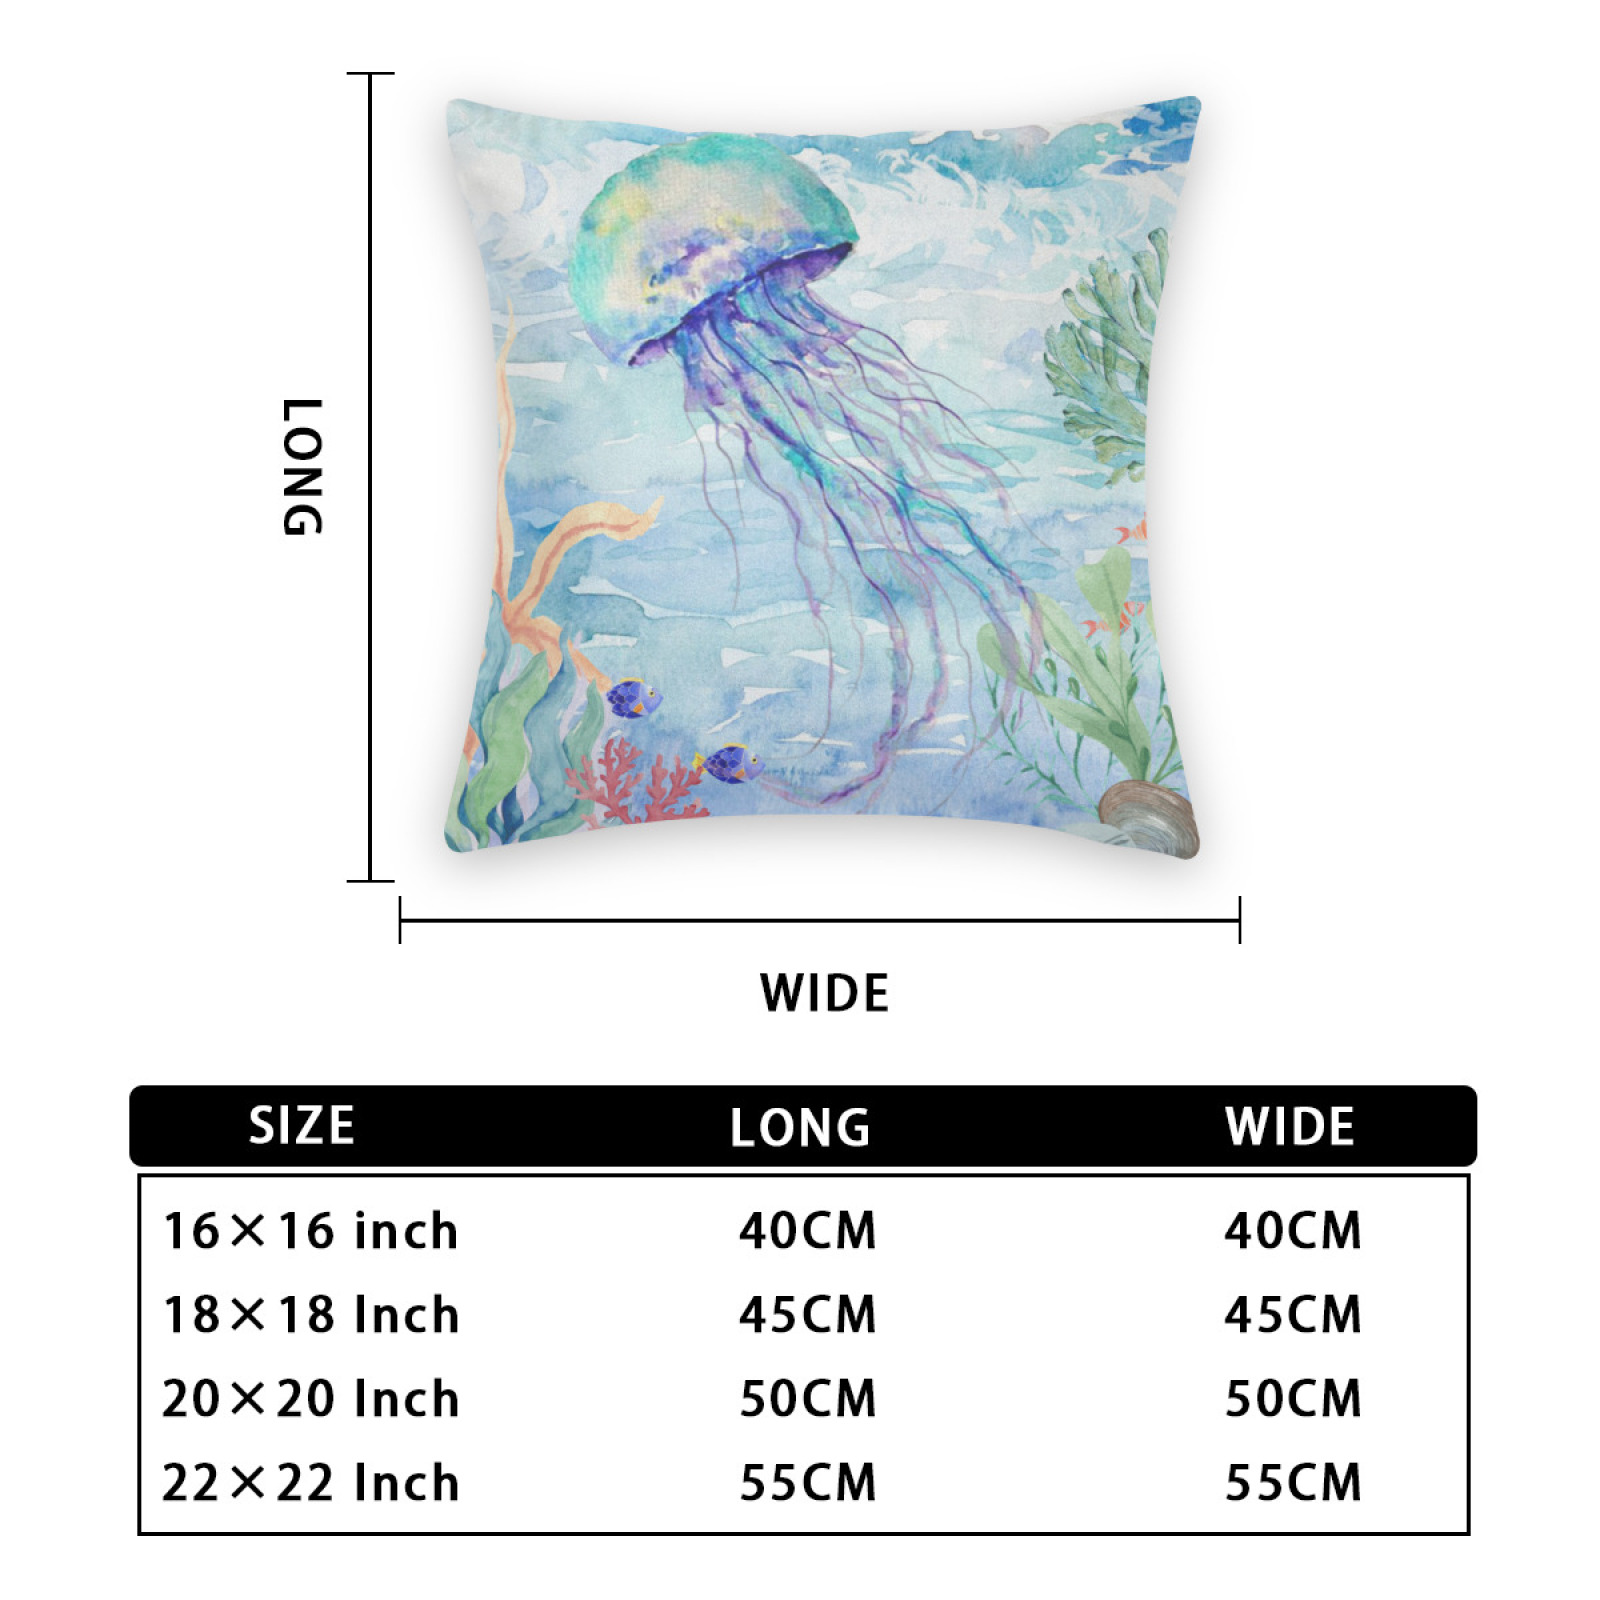 LONG
WIDE
SIZE LONG WIDE
16×16 inch 40CM 40CM
18×18 Inch 45CM 45CM
20×20 Inch 50CM 50CM
22×22 Inch 55CM 55CM